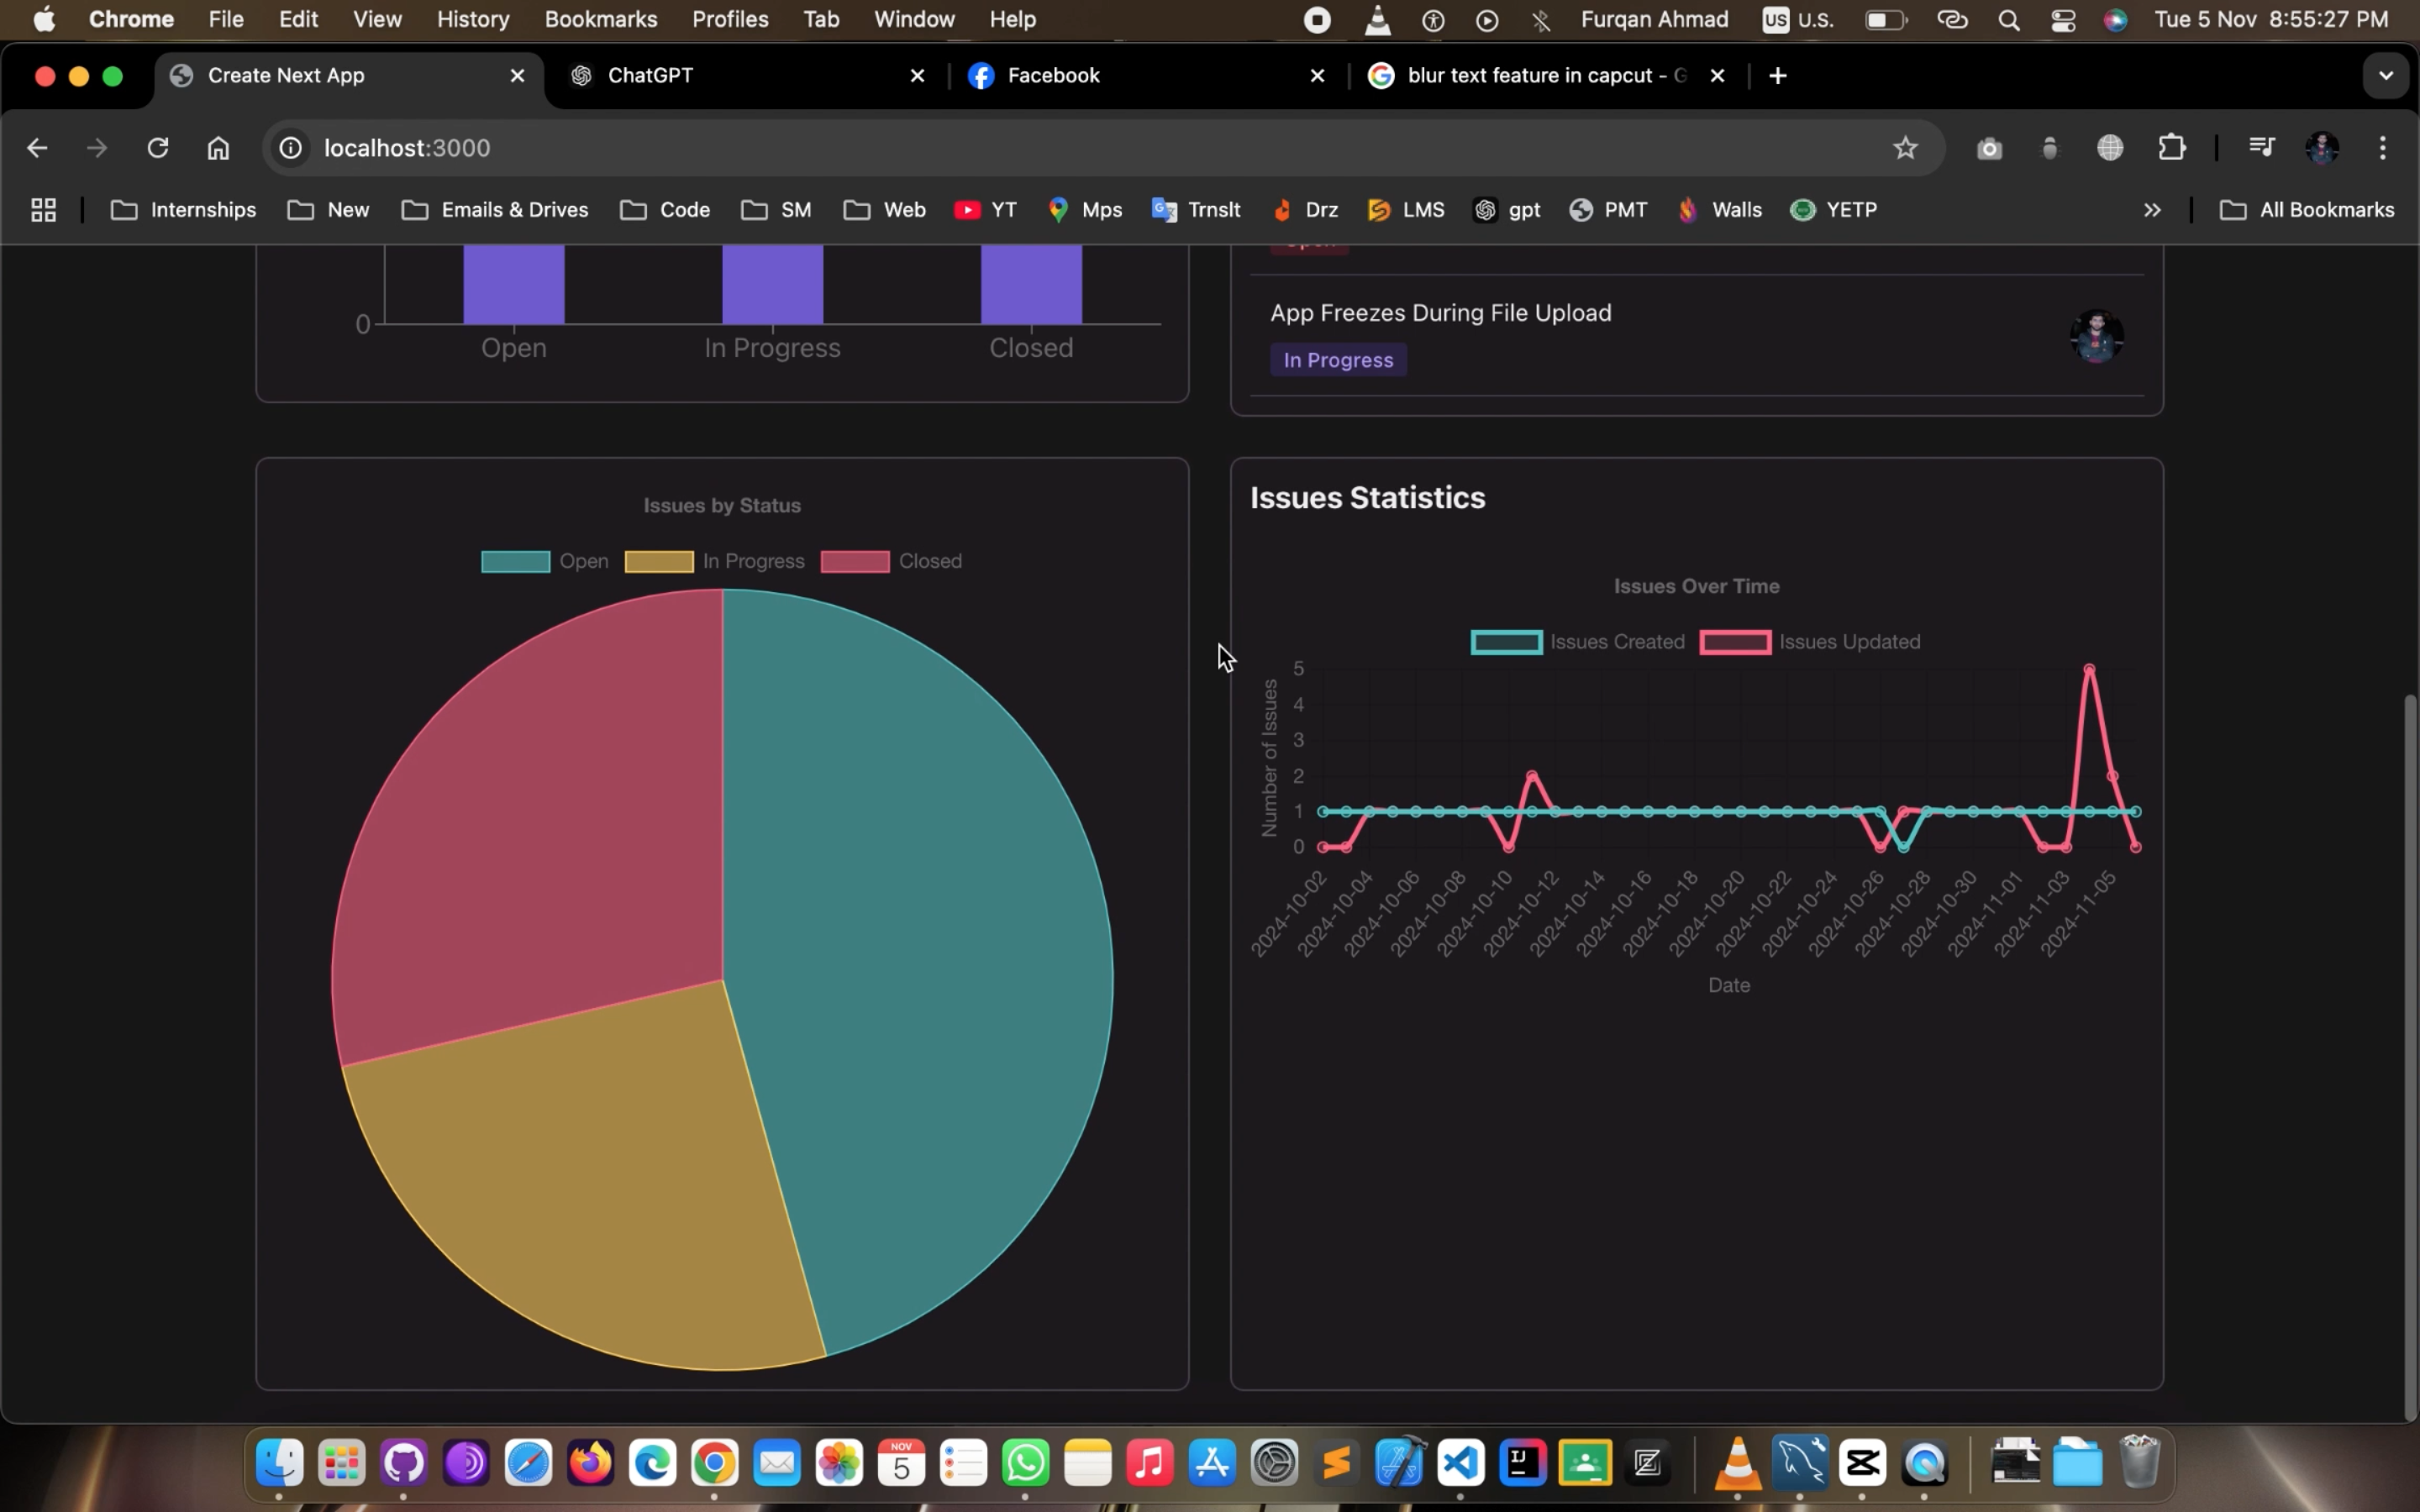 Chrome File Edit View History Bookmarks Profiles Tab Window Help Furqan Ahmad US U.S. Tue 5 Nov 8:55:27 PM
Create Next App ChatGPT Facebook blur text feature in capcut - G
localhost:3000
Internships New Emails & Drives Code SM Web YT Mps Trnslt Drz LMS gpt PMT Walls YETP All Bookmarks
0
Open In Progress Closed
Open
App Freezes During File Upload
In Progress
Issues by Status
Open In Progress Closed
Issues Statistics
Issues Over Time
Issues Created Issues Updated
Number of Issues
5
4
3
2
1
0
2024-10-02 2024-10-04 2024-10-06 2024-10-08 2024-10-10 2024-10-12 2024-10-14 2024-10-16 2024-10-18 2024-10-20 2024-10-22 2024-10-24 2024-10-26 2024-10-28 2024-10-30 2024-11-01 2024-11-03 2024-11-05
Date
NOV
5
IJ